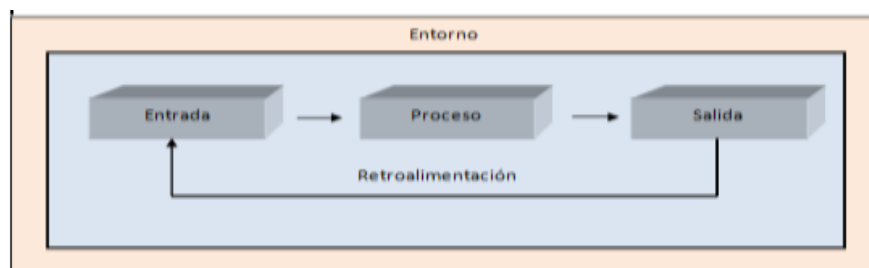 Entorno
Entrada
Proceso
Salida
Retroalimentación